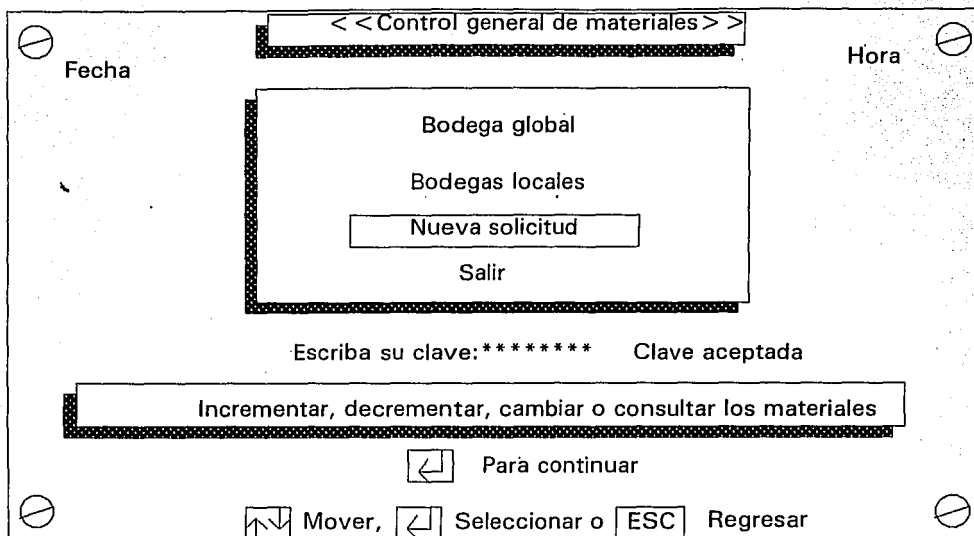 < <Control general de materiales> >
Fecha
Hora
Bodega global
Bodegas locales
Nueva solicitud
Salir
Escriba su clave:******** Clave aceptada
Incrementar, decrementar, cambiar o consultar los materiales
Para continuar
Mover, Seleccionar o ESC Regresar